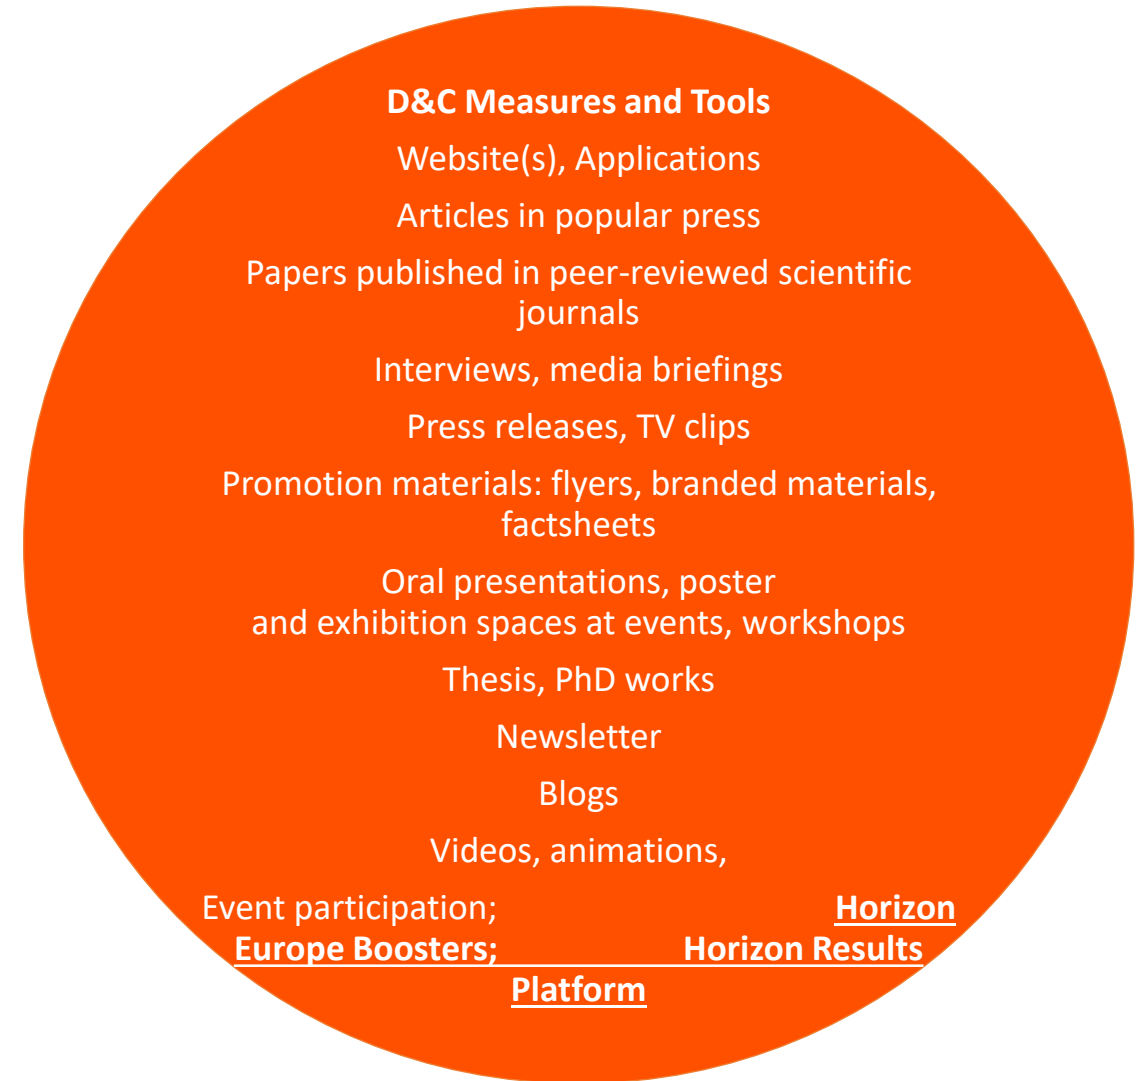 D&C Measures and Tools
Website(s), Applications
Articles in popular press
Papers published in peer-reviewed scientific
journals
Interviews, media briefings
Press releases, TV clips
Promotion materials: flyers, branded materials,
factsheets
Oral presentations, poster
and exhibition spaces at events, workshops
Thesis, PhD works
Newsletter
Blogs
Videos, animations,
Event participation; Horizon
Europe Boosters; Horizon Results
Platform